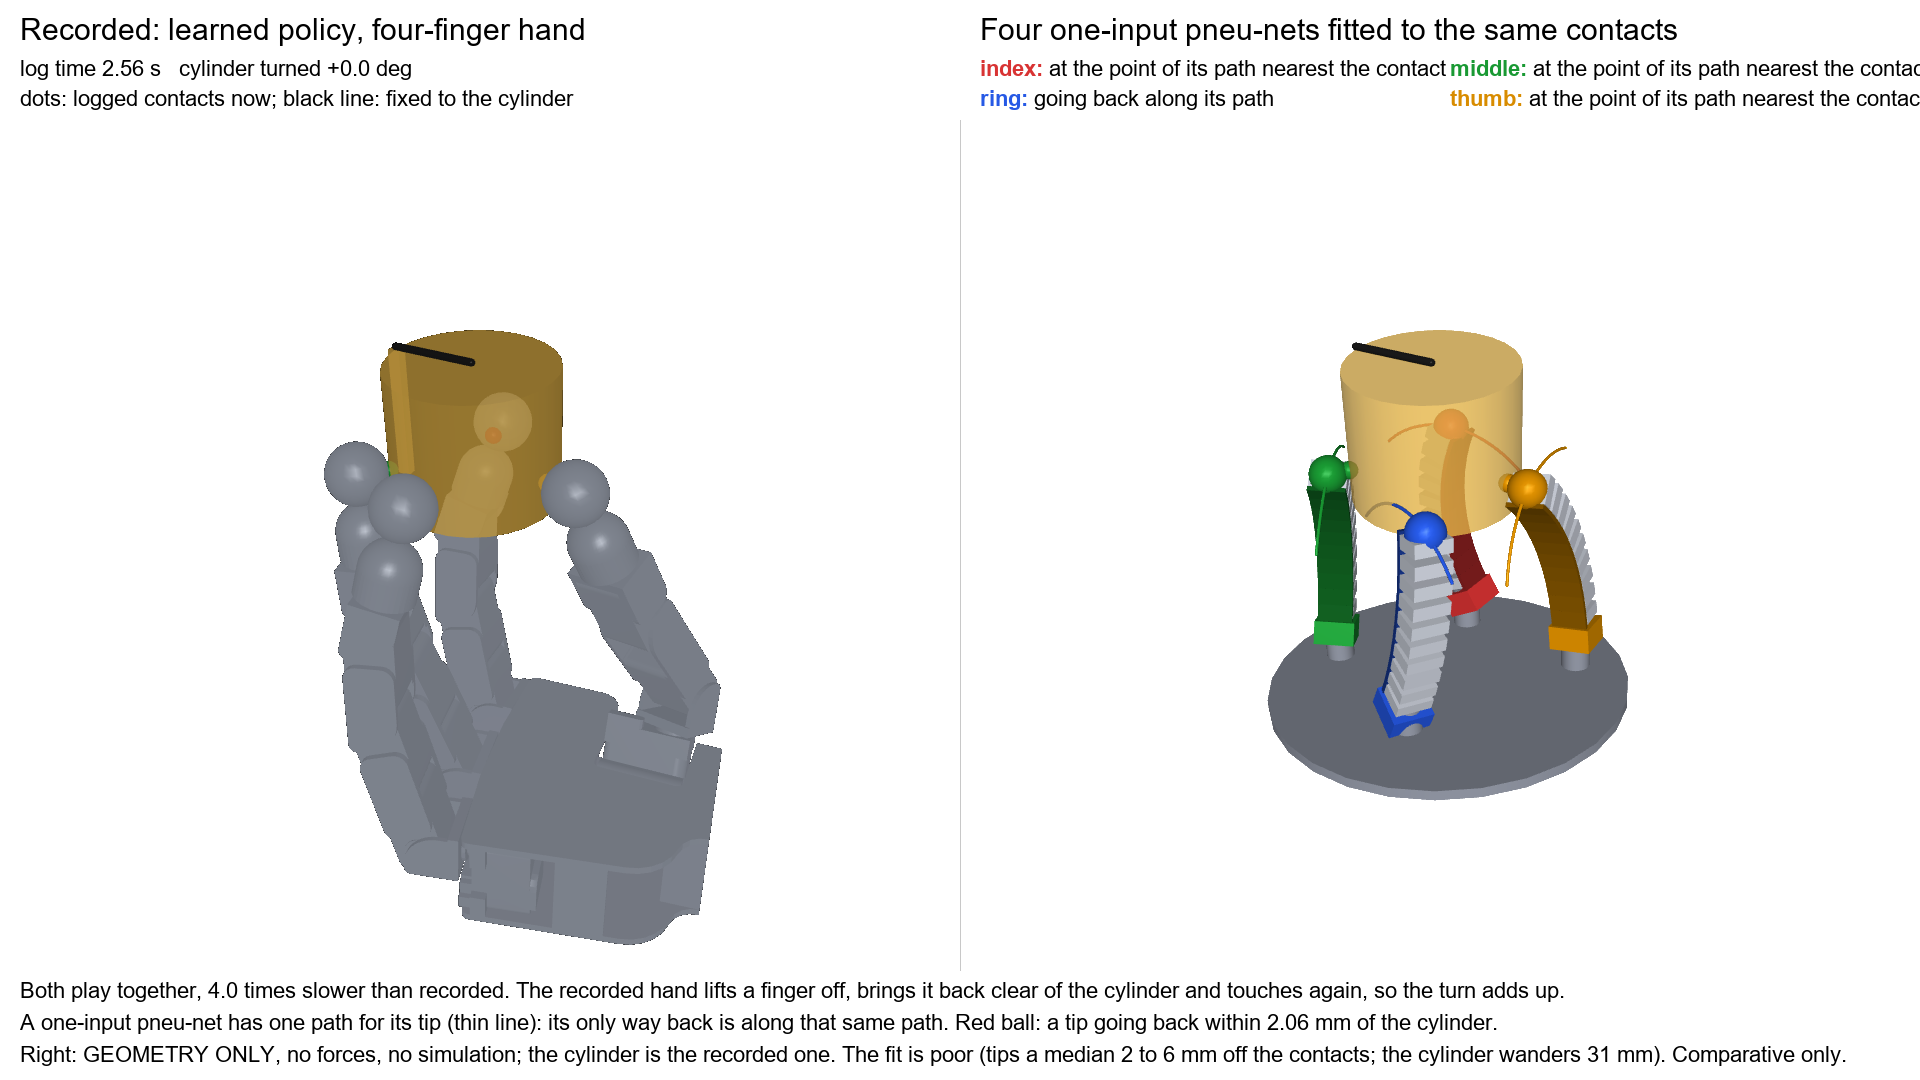 Recorded: learned policy, four-finger hand
log time 2.56 s   cylinder turned +0.0 deg
dots: logged contacts now; black line: fixed to the cylinder
Four one-input pneu-nets fitted to the same contacts
index: at the point of its path nearest the contact middle: at the point of its path nearest the contac
ring: going back along its path thumb: at the point of its path nearest the contac
Both play together, 4.0 times slower than recorded. The recorded hand lifts a finger off, brings it back clear of the cylinder and touches again, so the turn adds up.
A one-input pneu-net has one path for its tip (thin line): its only way back is along that same path. Red ball: a tip going back within 2.06 mm of the cylinder.
Right: GEOMETRY ONLY, no forces, no simulation; the cylinder is the recorded one. The fit is poor (tips a median 2 to 6 mm off the contacts; the cylinder wanders 31 mm). Comparative only.